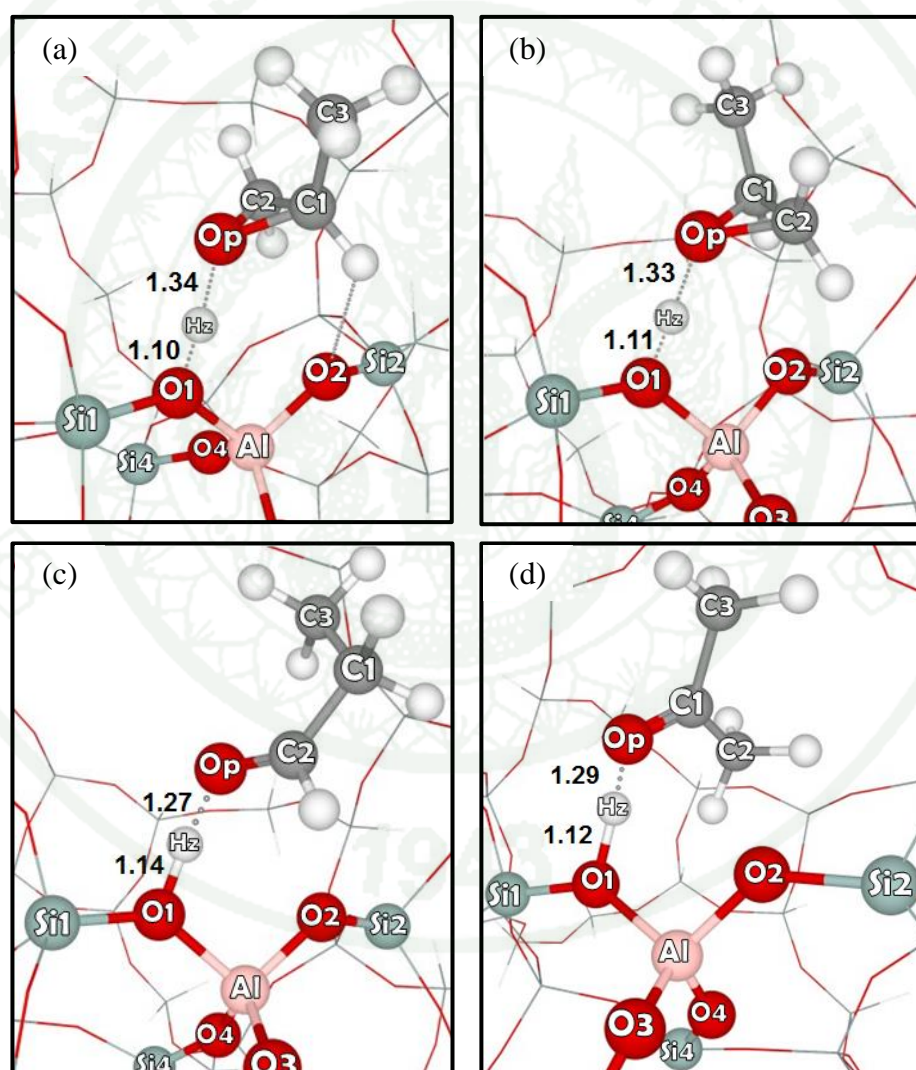 (a)
C3
C2
C1
Op
1.34
Hz
1.10
O1
O2
Si2
Si1
Si4
O4
Al
(b)
C3
C1
C2
Op
1.33
Hz
1.11
O1
O2
Si2
Si1
Al
O4
O3
Si4
(c)
C3
C1
C2
Op
1.27
Hz
1.14
O1
O2
Si2
Si1
Al
O4
O3
Si4
(d)
C3
C1
Op
C2
1.29
Hz
1.12
O1
O2
Si1
Si2
Al
O3
O4
Si4
1943